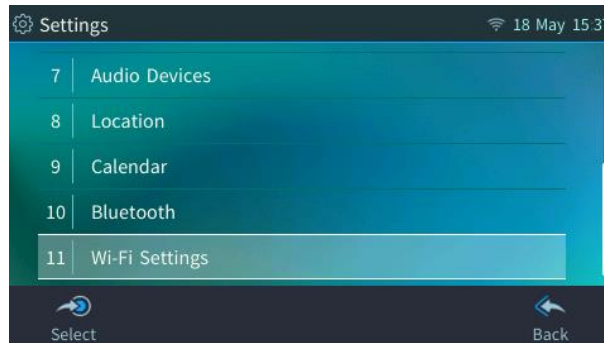 Settings 18 May 15:37
7 Audio Devices
8 Location
9 Calendar
10 Bluetooth
11 Wi-Fi Settings
Select Back